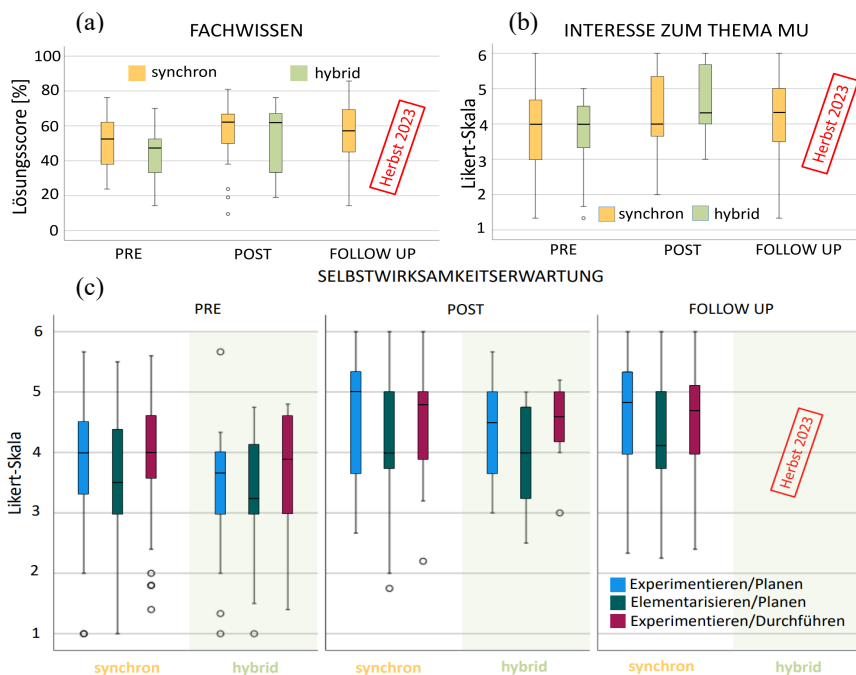 (a) FACHWISSEN
Lösungsscore [%]
100
80
60
40
20
0
synchron hybrid
Herbst 2023
PRE POST FOLLOW UP
(b) INTERESSE ZUM THEMA MU
Likert-Skala
6
5
4
3
2
1
Herbst 2023
synchron hybrid
PRE POST FOLLOW UP
SELBSTWIRKSAMKEITSERWARTUNG
(c)
PRE POST FOLLOW UP
Likert-Skala
6
5
4
3
2
1
Herbst 2023
Experimentieren/Planen
Elementarisieren/Planen
Experimentieren/Durchführen
synchron hybrid synchron hybrid synchron hybrid